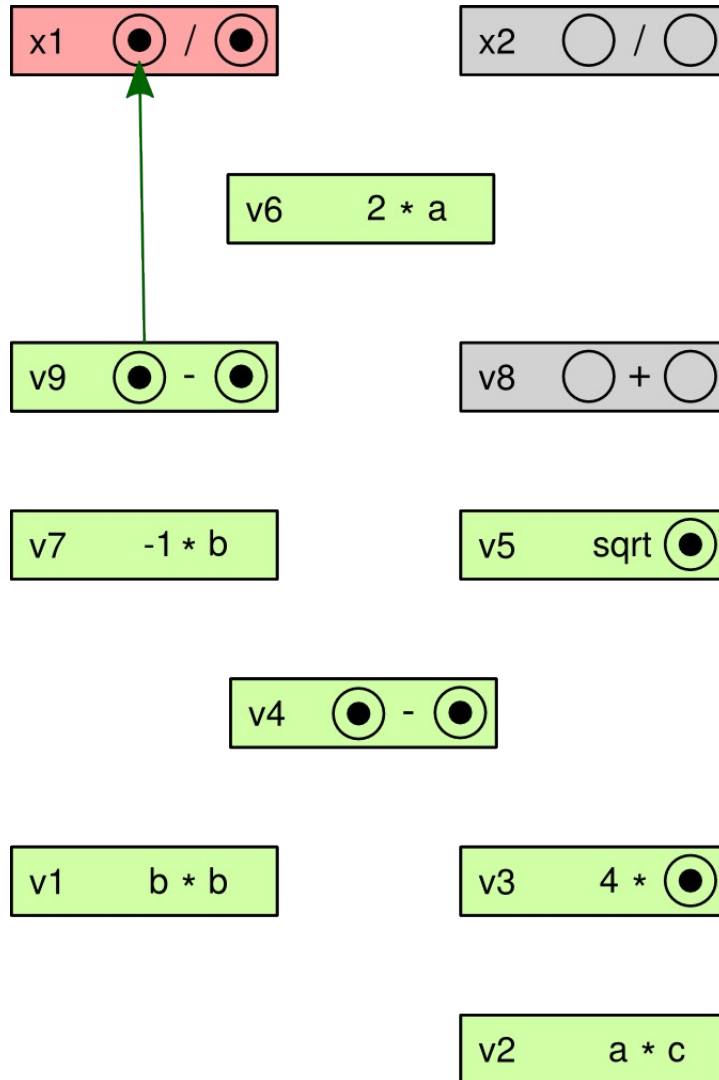 x1 /
x2 /
v6 2 * a
v9 -
v8 +
v7 -1 * b
v5 sqrt
v4 -
v1 b * b
v3 4 *
v2 a * c